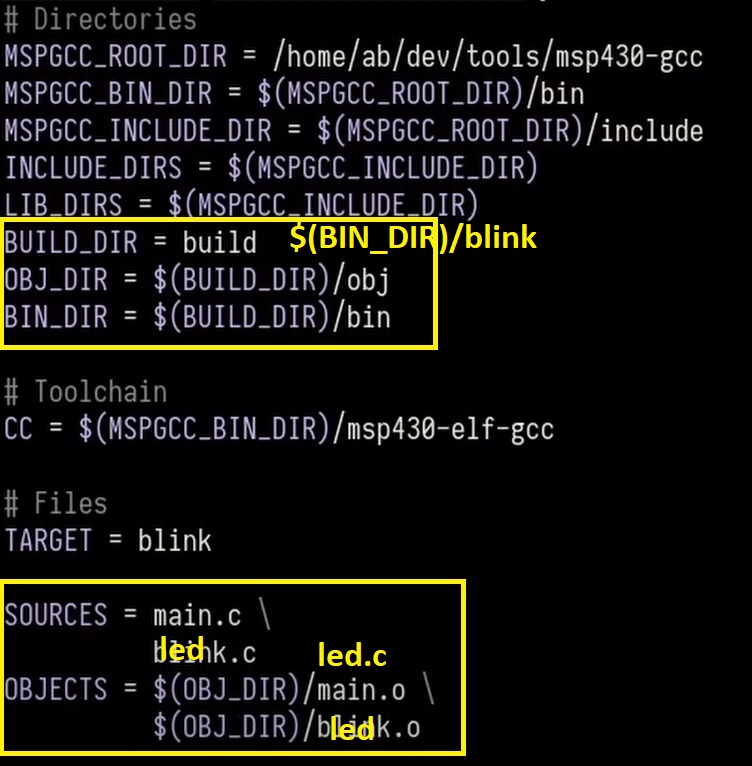 # Directories
MSPGCC_ROOT_DIR = /home/ab/dev/tools/msp430-gcc
MSPGCC_BIN_DIR = $(MSPGCC_ROOT_DIR)/bin
MSPGCC_INCLUDE_DIR = $(MSPGCC_ROOT_DIR)/include
INCLUDE_DIRS = $(MSPGCC_INCLUDE_DIR)
LIB_DIRS = $(MSPGCC_INCLUDE_DIR)
BUILD_DIR = build $(BIN_DIR)/blink
OBJ_DIR = $(BUILD_DIR)/obj
BIN_DIR = $(BUILD_DIR)/bin
# Toolchain
CC = $(MSPGCC_BIN_DIR)/msp430-elf-gcc
# Files
TARGET = blink
SOURCES = main.c \
blink.c
led
led.c
OBJECTS = $(OBJ_DIR)/main.o \
$(OBJ_DIR)/blink.o
led